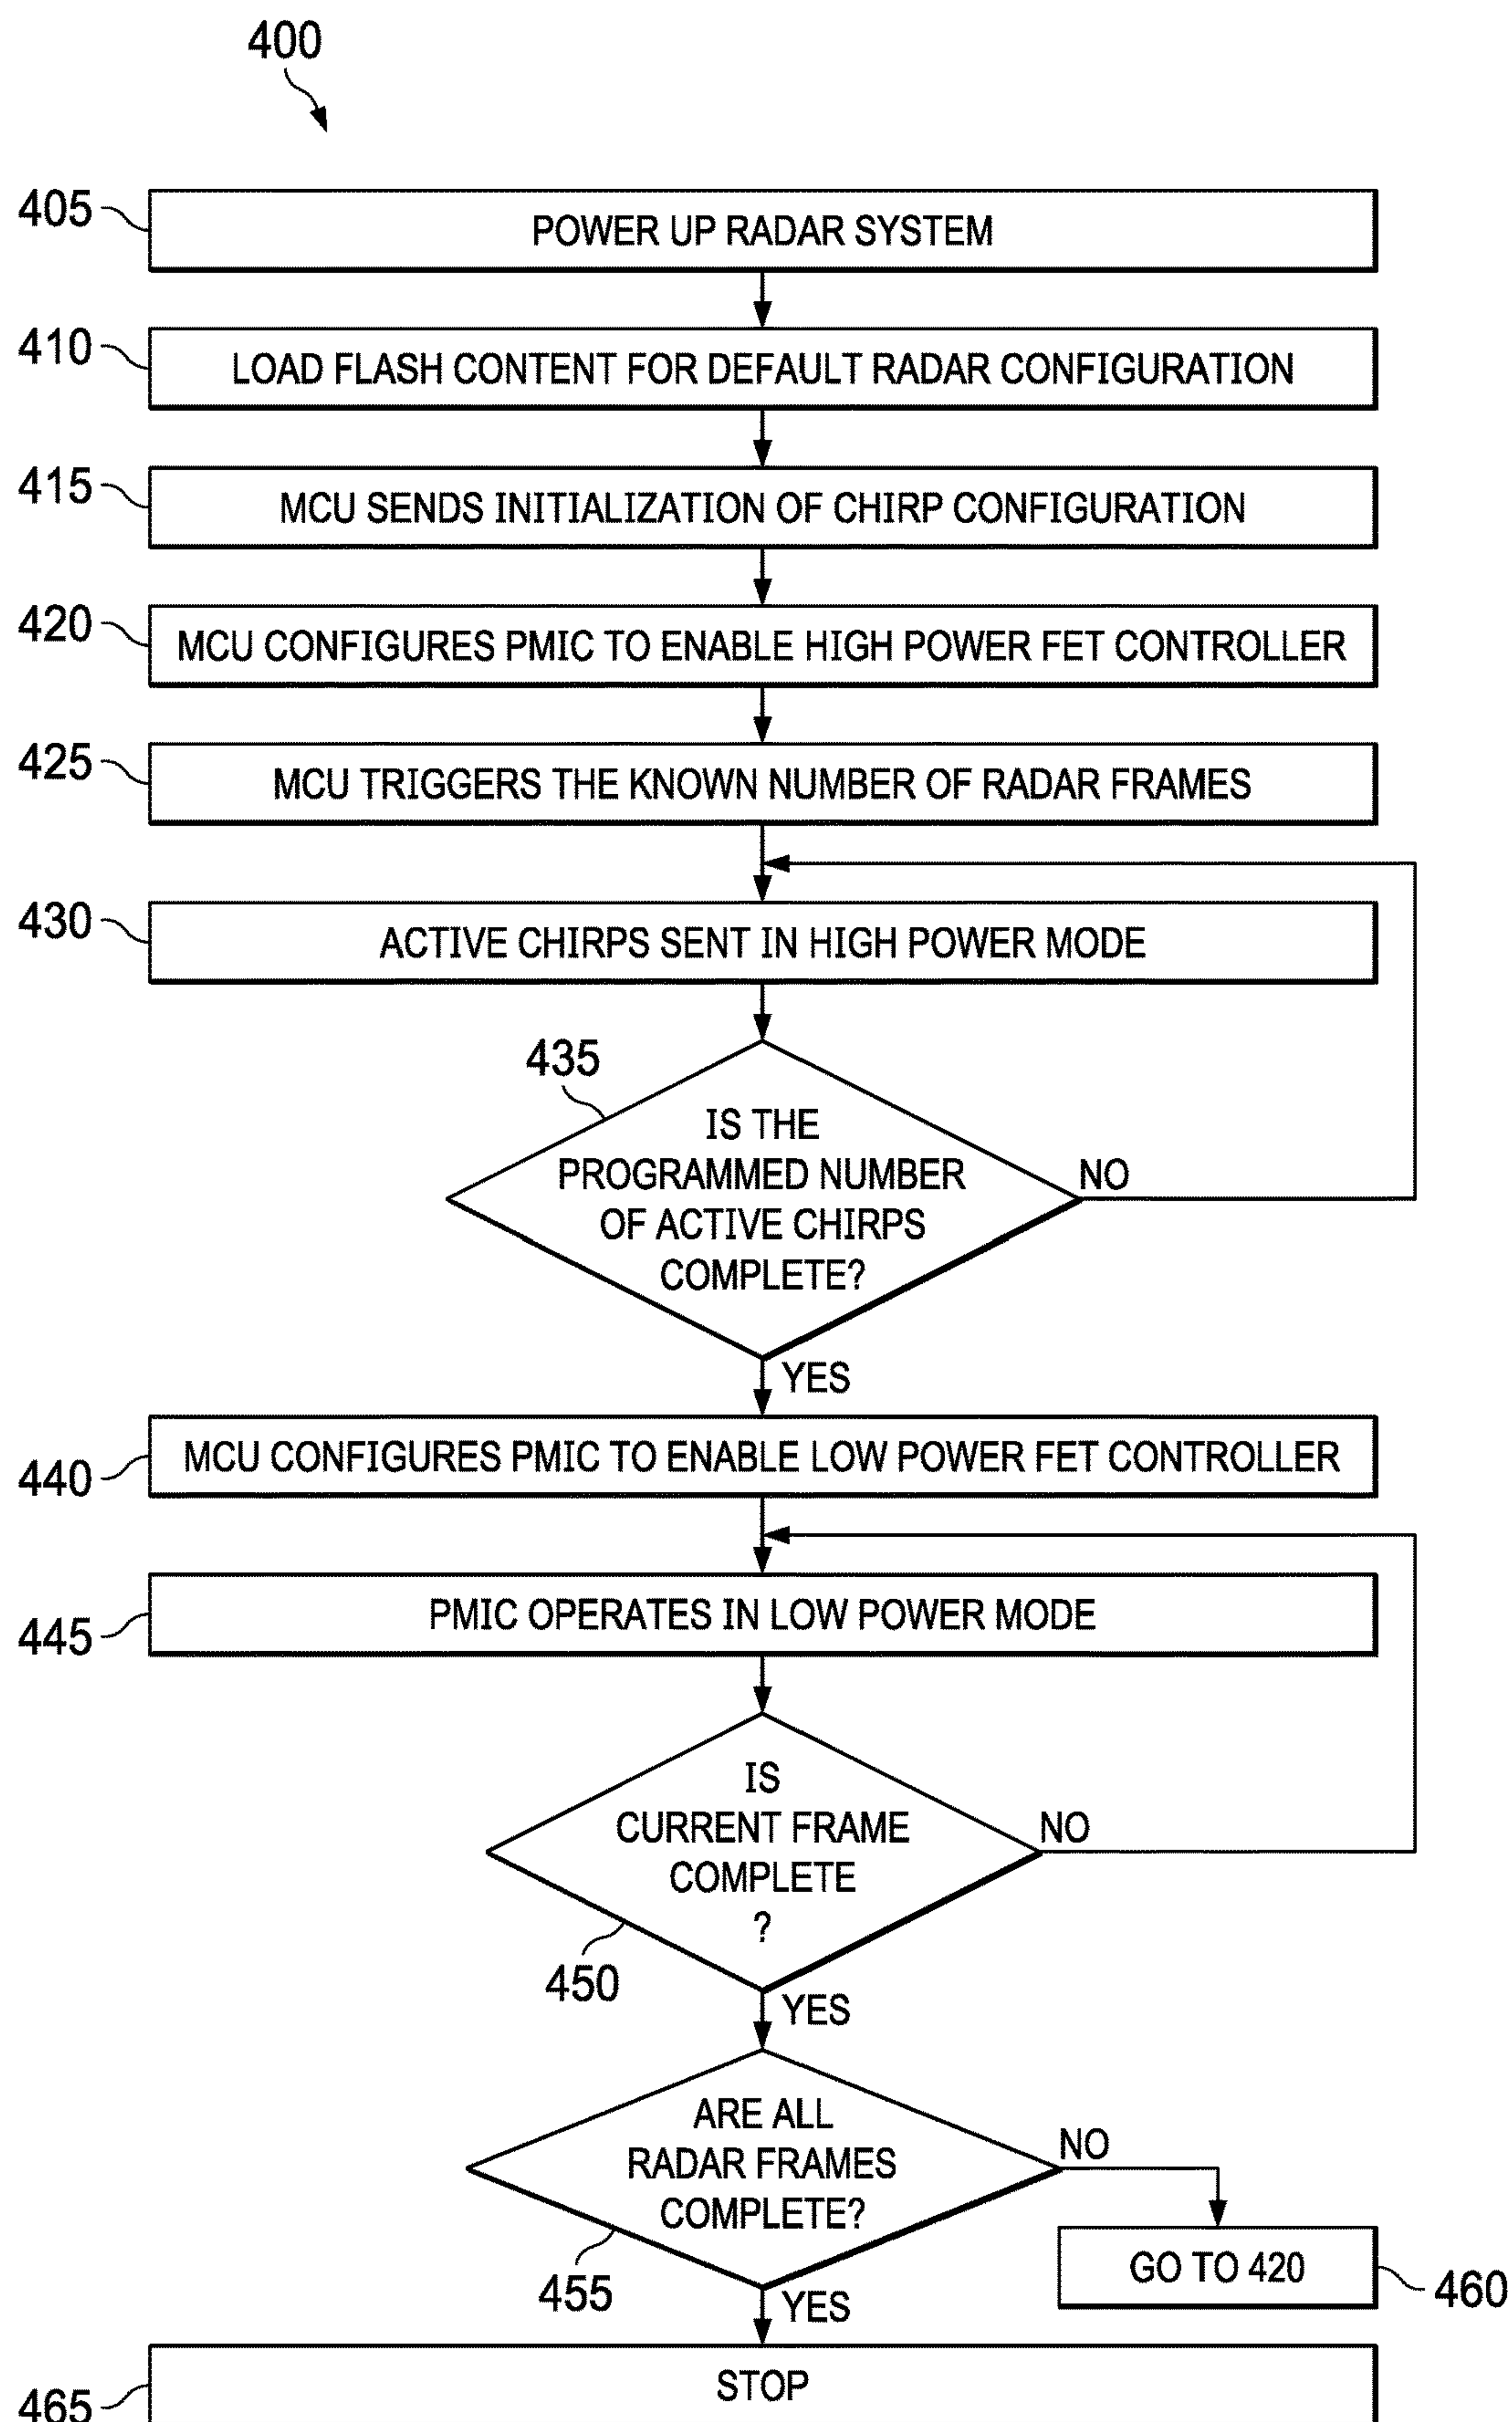 400
405
POWER UP RADAR SYSTEM
410
LOAD FLASH CONTENT FOR DEFAULT RADAR CONFIGURATION
415
MCU SENDS INITIALIZATION OF CHIRP CONFIGURATION
420
MCU CONFIGURES PMIC TO ENABLE HIGH POWER FET CONTROLLER
425
MCU TRIGGERS THE KNOWN NUMBER OF RADAR FRAMES
430
ACTIVE CHIRPS SENT IN HIGH POWER MODE
435
IS THE
PROGRAMMED NUMBER
OF ACTIVE CHIRPS
COMPLETE?
NO
YES
440
MCU CONFIGURES PMIC TO ENABLE LOW POWER FET CONTROLLER
445
PMIC OPERATES IN LOW POWER MODE
IS
CURRENT FRAME
COMPLETE
?
NO
450
YES
ARE ALL
RADAR FRAMES
COMPLETE?
NO
455
GO TO 420
460
YES
465
STOP